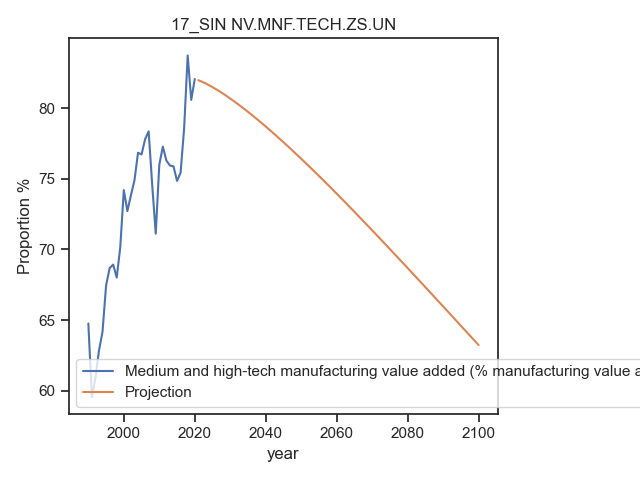 17_SIN NV.MNF.TECH.ZS.UN
Proportion %
80
75
70
65
60
Medium and high-tech manufacturing value added (% manufacturing value
Projection
2000
2020
2040
2060
2080
2100
year